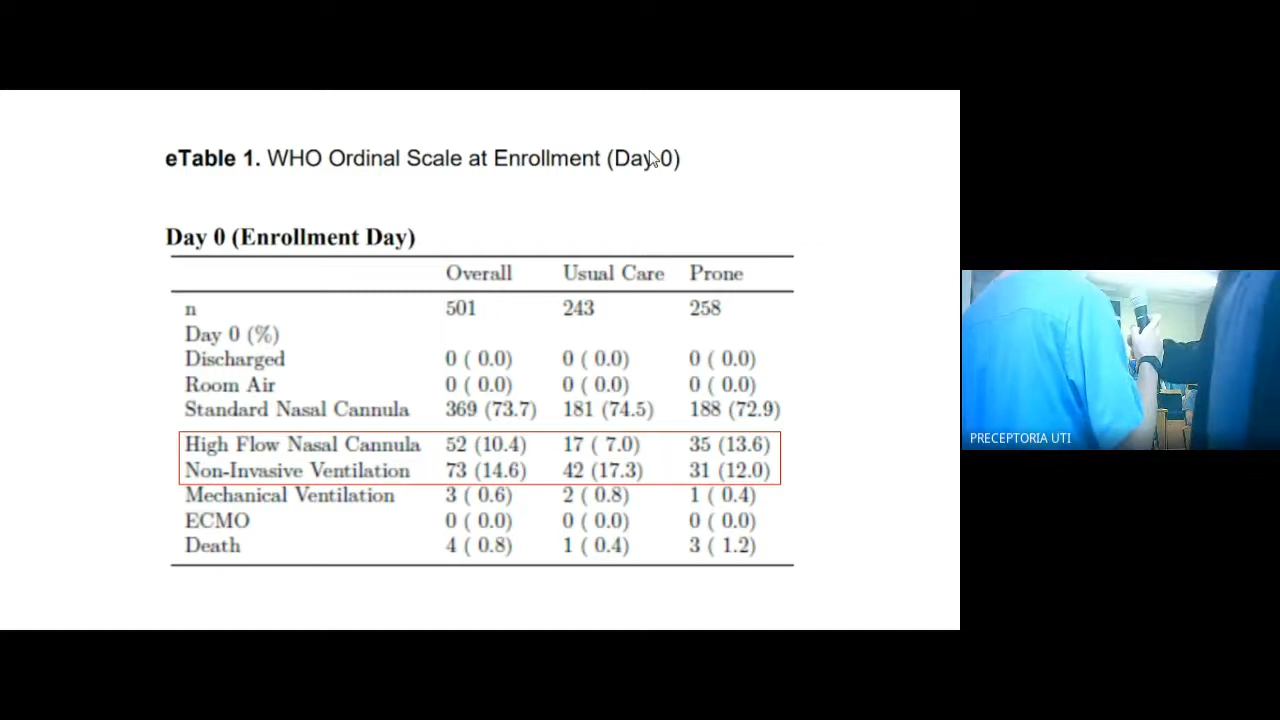 eTable 1. WHO Ordinal Scale at Enrollment (Day 0)
Day 0 (Enrollment Day)
Overall Usual Care Prone
n 501 243 258
Day 0 (%)
Discharged 0 ( 0.0) 0 ( 0.0) 0 ( 0.0)
Room Air 0 ( 0.0) 0 ( 0.0) 0 ( 0.0)
Standard Nasal Cannula 369 (73.7) 181 (74.5) 188 (72.9)
High Flow Nasal Cannula 52 (10.4) 17 ( 7.0) 35 (13.6)
Non-Invasive Ventilation 73 (14.6) 42 (17.3) 31 (12.0)
Mechanical Ventilation 3 ( 0.6) 2 ( 0.8) 1 ( 0.4)
ECMO 0 ( 0.0) 0 ( 0.0) 0 ( 0.0)
Death 4 ( 0.8) 1 ( 0.4) 3 ( 1.2)
PRECEPTORIA UTI